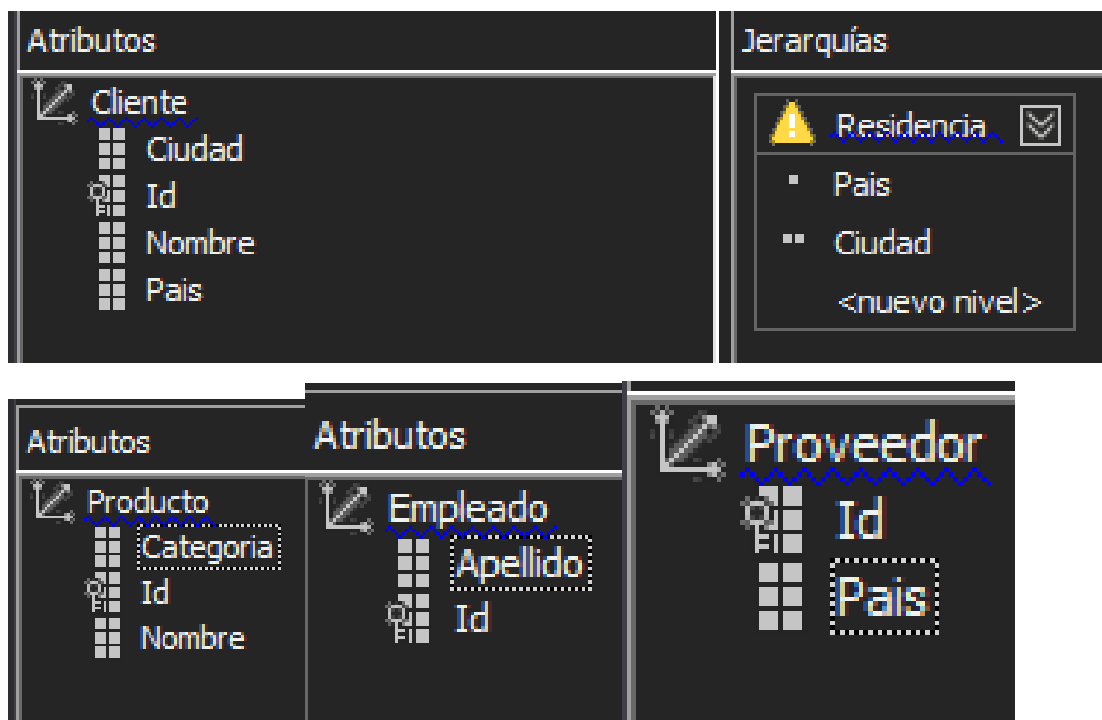 Atributos
Cliente
Ciudad
Id
Nombre
Pais
Jerarquías
Residencia
Pais
Ciudad
<nuevo nivel>
Atributos
Producto
Categoria
Id
Nombre
Atributos
Empleado
Apellido
Id
Proveedor
Id
Pais